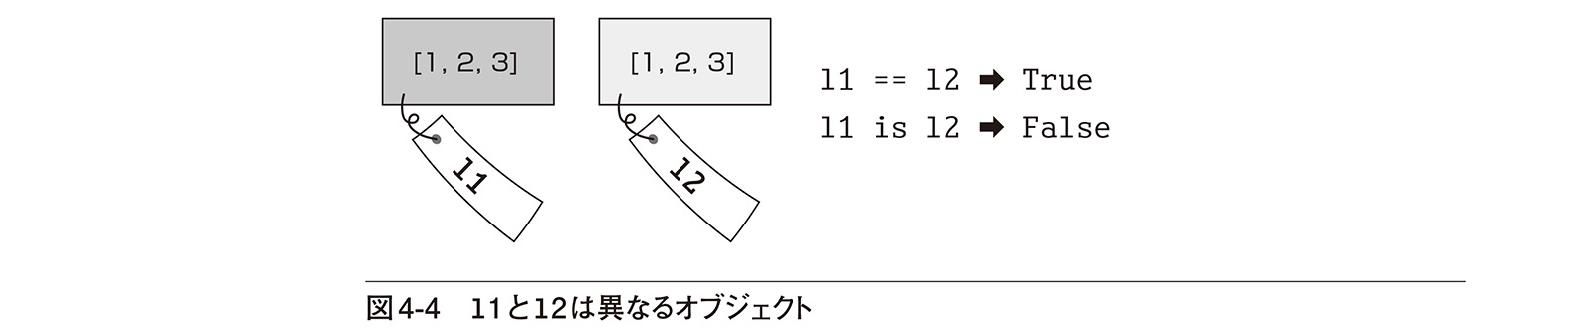 [1, 2, 3]
[1, 2, 3]
l1
l2
l1 == l2 ➡ True
l1 is l2 ➡ False
図4-4　l1とl2は異なるオブジェクト